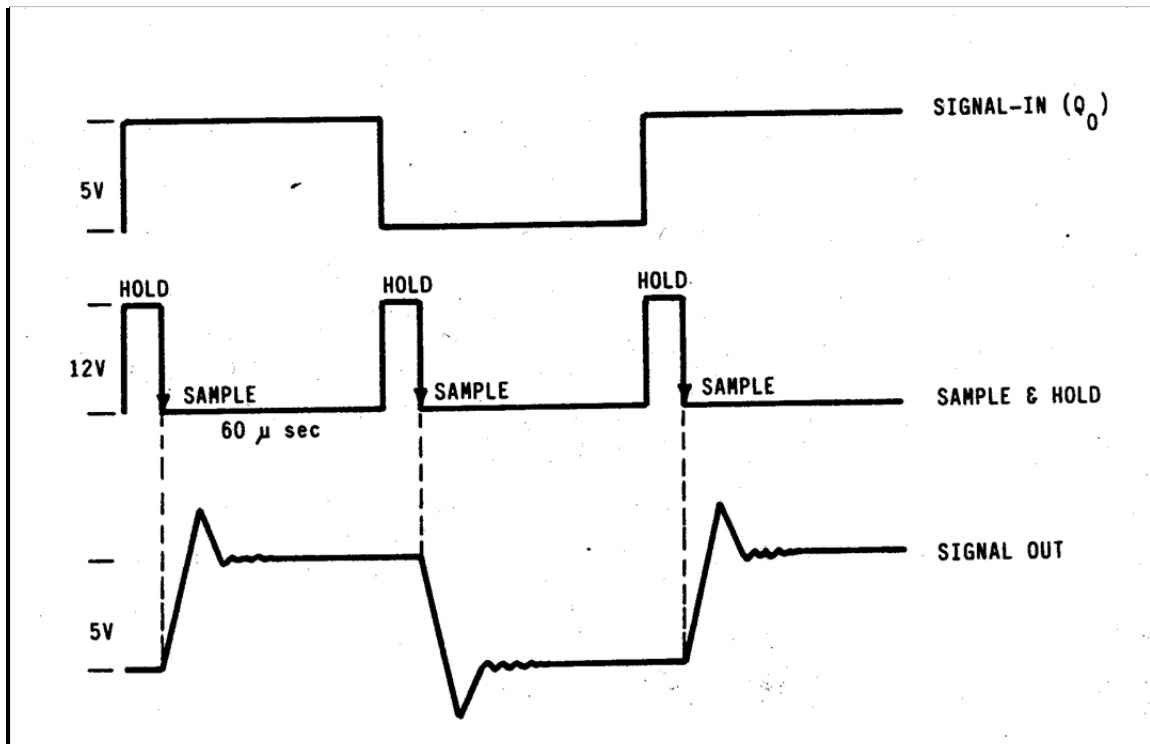 SIGNAL-IN (Q0)
5V
HOLD
HOLD
HOLD
12V
SAMPLE
SAMPLE
SAMPLE
SAMPLE & HOLD
60 μ sec
SIGNAL OUT
5V